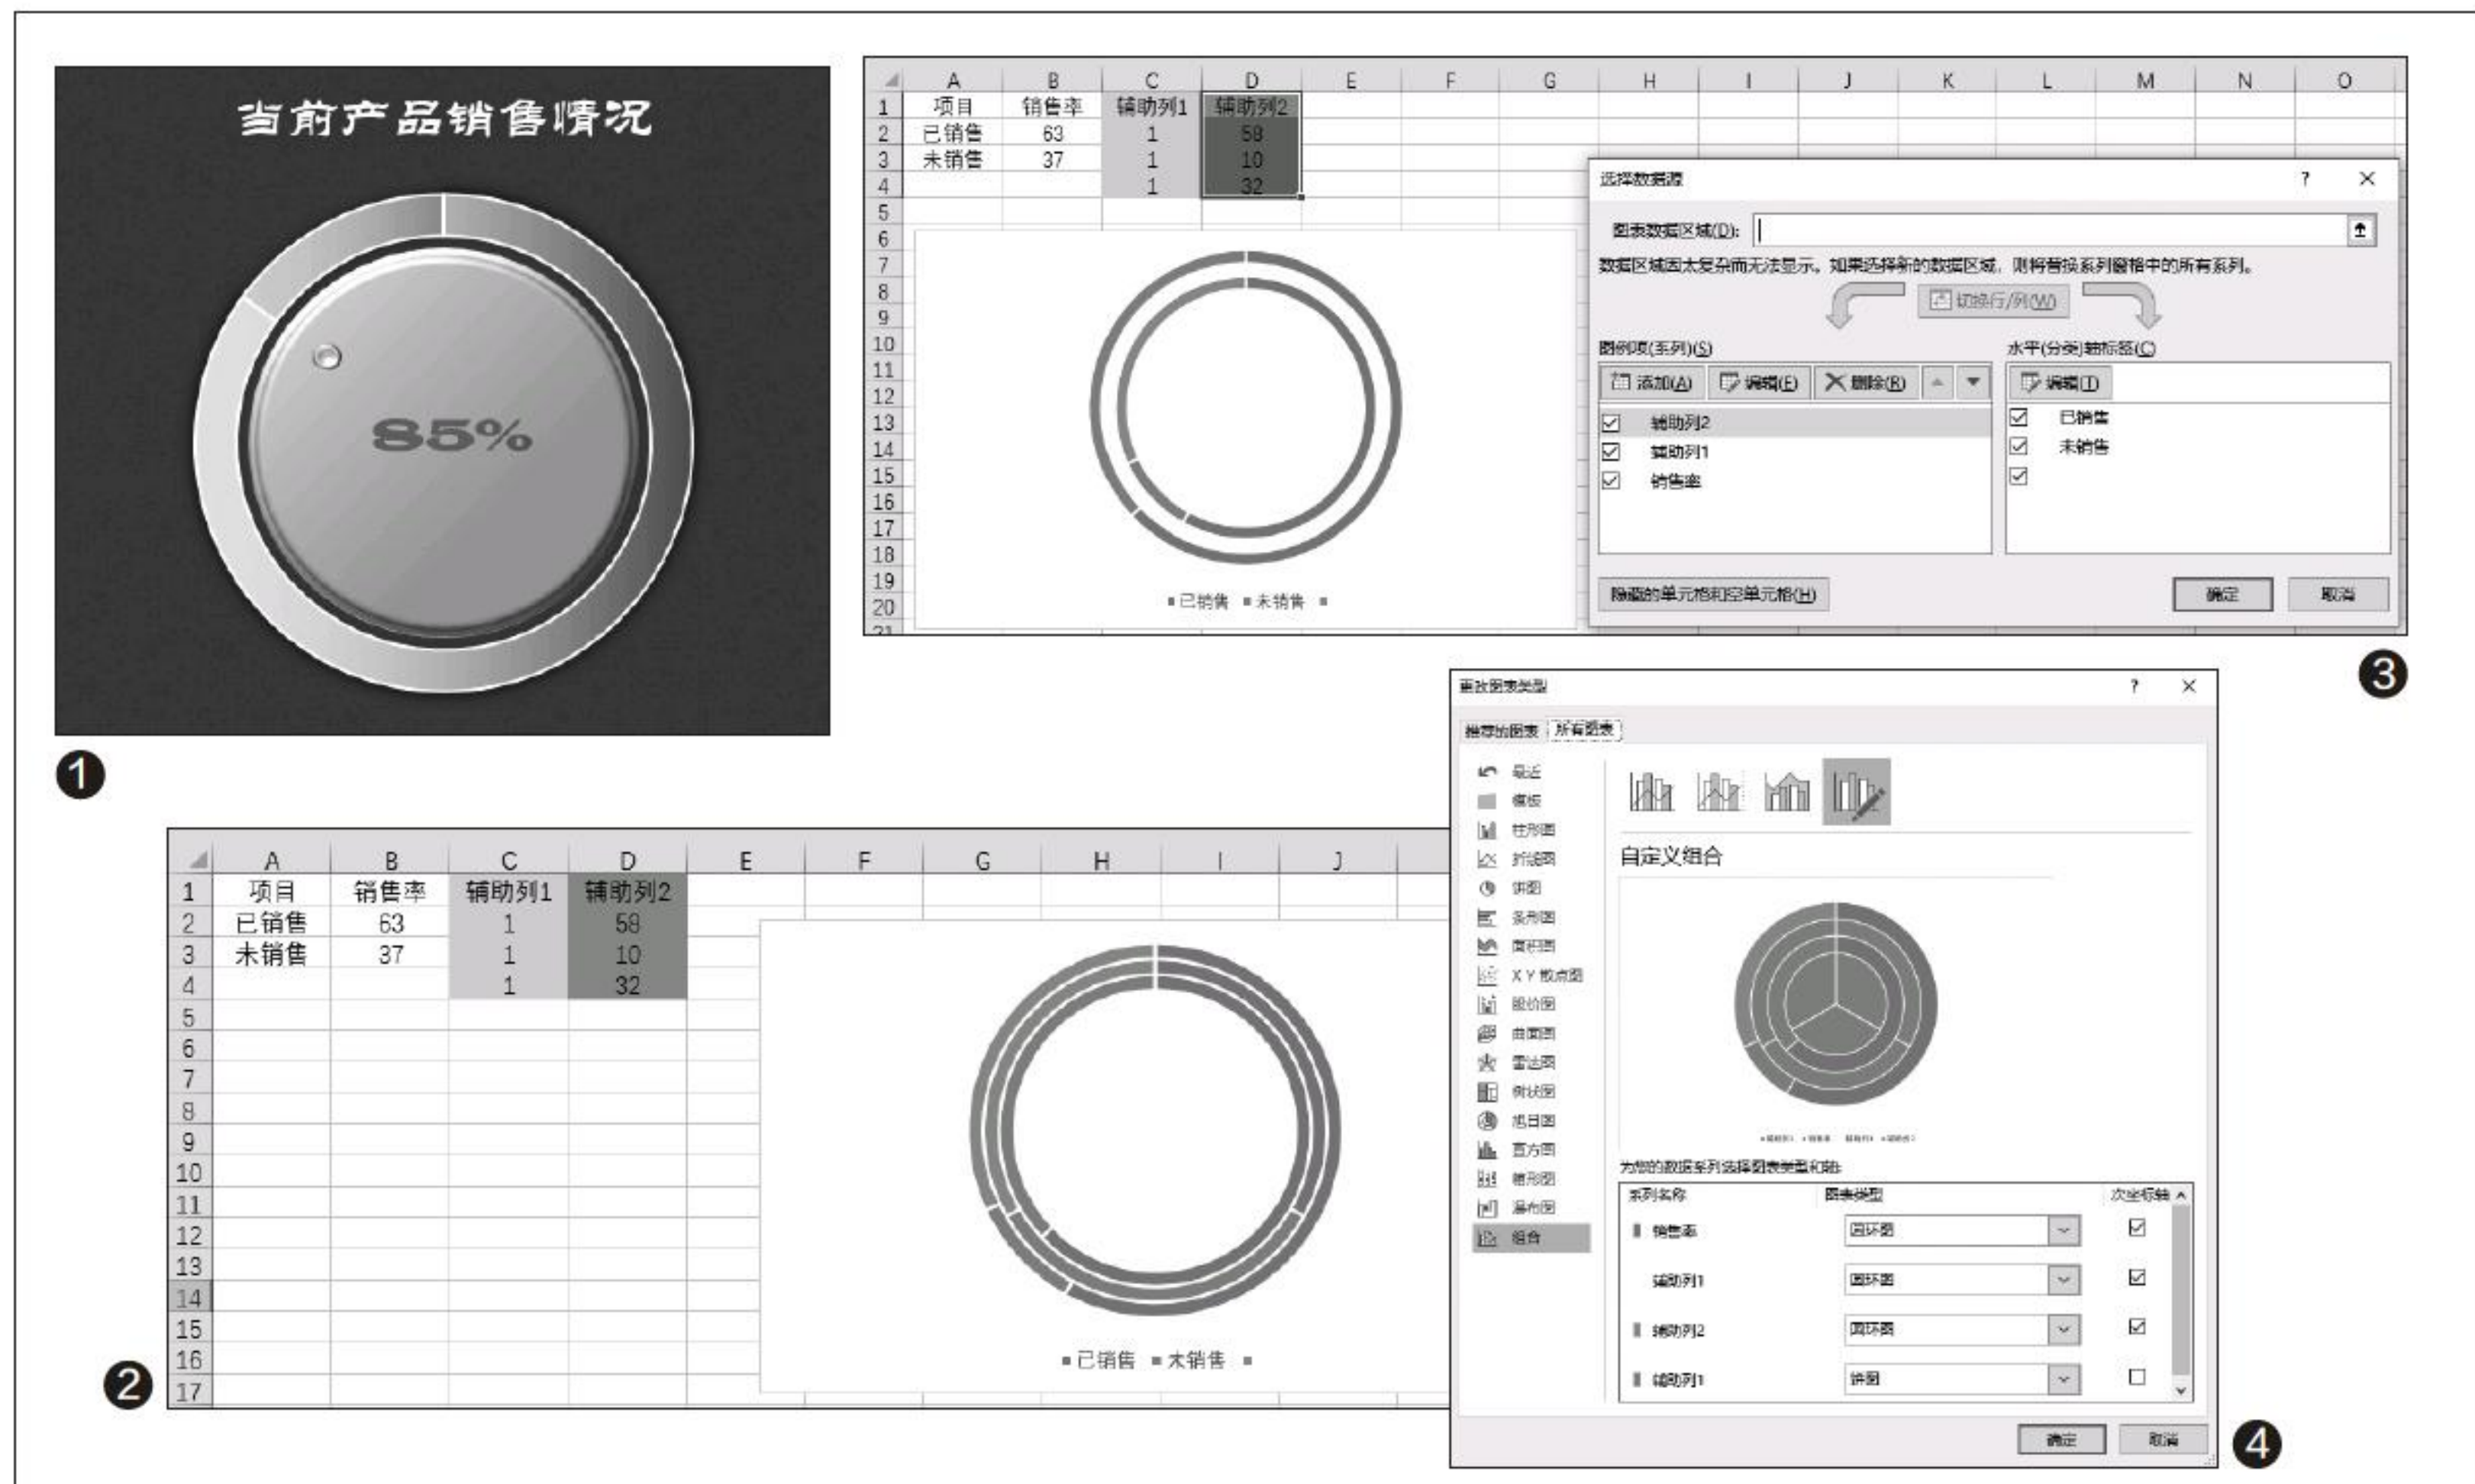 当前产品销售情况
85%
❶
A B C D E F G H I J K L M N O
1 项目 销售率 辅助列1 辅助列2
2 已销售 63 1 58
3 未销售 37 1 10
4 1 32
5
6
7
8
9
10
11
12
13
14
15
16
17
18
19
20
21
■已销售 ■未销售 ■
选择数据源 ? ×
图表数据区域(D):
数据区域因太复杂而无法显示。如果选择新的数据区域，则将替换系列窗格中的所有系列。
切换行/列(W)
图例项(系列)(S) 水平(分类)轴标签(C)
添加(A) 编辑(E) 删除(R) 编辑(T)
辅助列2 已销售
辅助列1 未销售
销售率
隐藏的单元格和空单元格(H) 确定 取消
❸
A B C D E F G H I J
1 项目 销售率 辅助列1 辅助列2
2 已销售 63 1 58
3 未销售 37 1 10
4 1 32
5
6
7
8
9
10
11
12
13
14
15
16
17
■已销售 ■未销售 ■
❷
更改图表类型 ? ×
推荐的图表 所有图表
最近
模板
柱形图
折线图
饼图
条形图
面积图
X Y 散点图
股价图
曲面图
雷达图
树状图
旭日图
直方图
箱形图
瀑布图
组合
自定义组合
为您的数据系列选择图表类型和轴:
系列名称 图表类型 次坐标轴
销售率 圆环图
辅助列1 圆环图
辅助列2 圆环图
辅助列1 饼图
确定 取消
❹